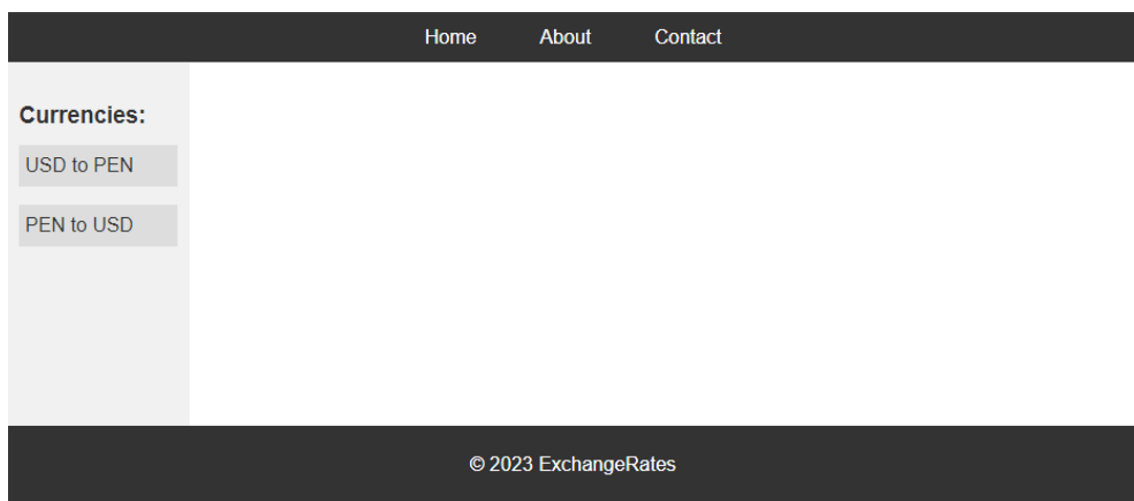 Home About Contact
Currencies:
USD to PEN
PEN to USD
© 2023 ExchangeRates